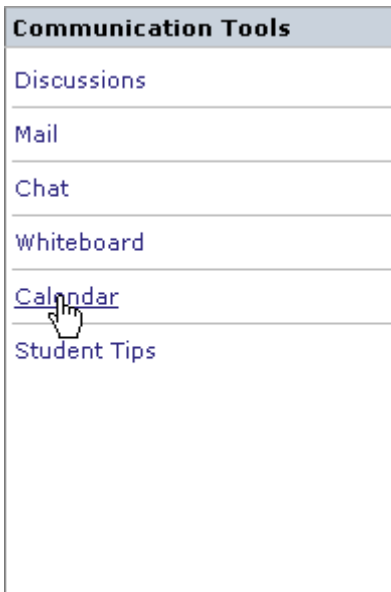 Communication Tools
Discussions
Mail
Chat
Whiteboard
Calendar
Student Tips